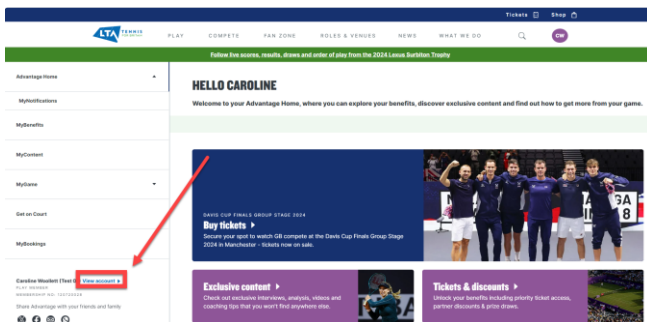 Tickets
Shop
LTA TENNIS
PLAY
COMPETE
FAN ZONE
ROLES & VENUES
NEWS
WHAT WE DO
CW
Follow live scores, results, draws and order of play from the 2024 Lexus Surbiton Trophy
Advantage Home
MyNotifications
MyBenefits
MyContent
MyGame
Get on Court
MyBookings
Caroline Woollett (Test
View account
PLAY MEMBER
Share Advantage with your friends and family
HELLO CAROLINE
Welcome to your Advantage Home, where you can explore your benefits, discover exclusive content and find out how to get more from your game.
DAVIS CUP FINALS GROUP STAGE 2024
Buy tickets
Secure your spot to watch GB compete at the Davis Cup Finals Group Stage
2024 in Manchester - tickets now on sale.
Exclusive content
Check out exclusive interviews, analysis, videos and
coaching tips that you won't find anywhere else.
Tickets & discounts
Unlock your benefits including priority ticket access,
partner discounts & prize draws.